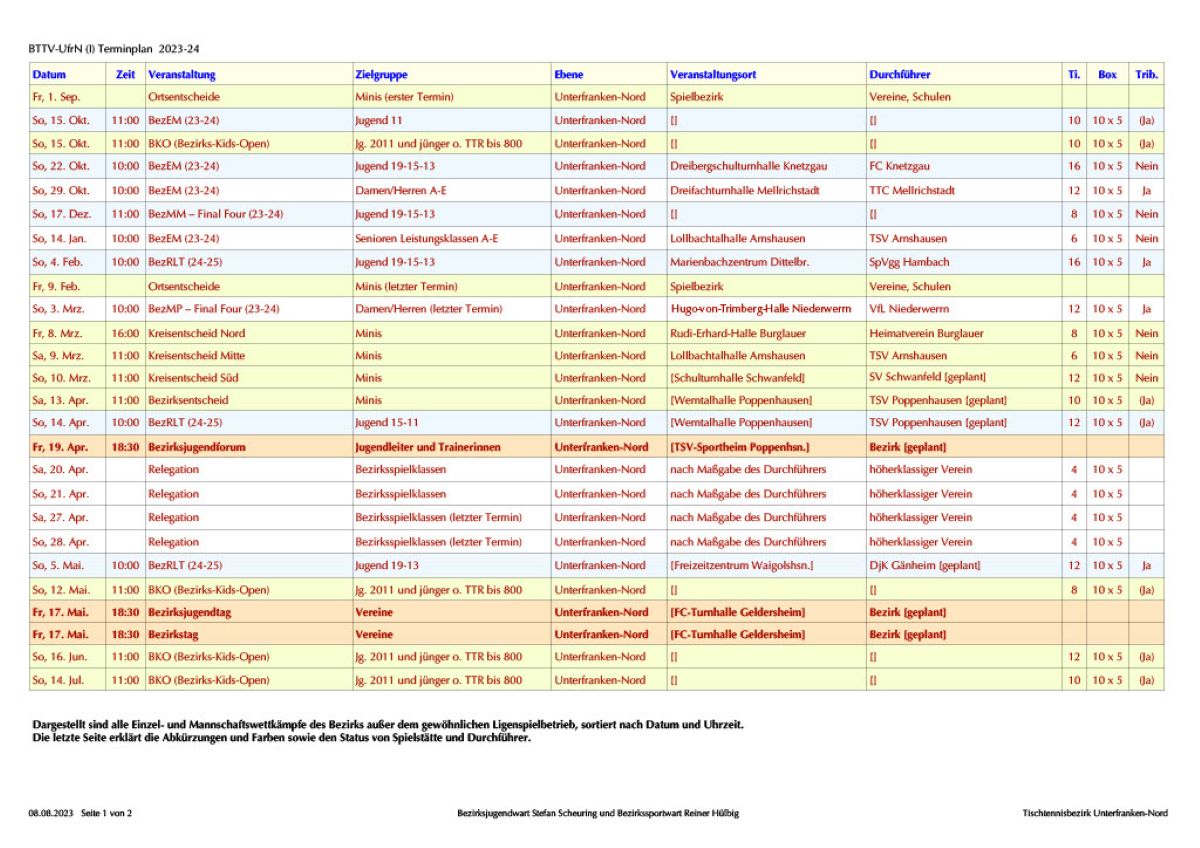 BTTV-UfrN (I) Terminplan 2023-24
Datum Zeit Veranstaltung Zielgruppe Ebene Veranstaltungsort Durchführer Ti. Box Trib.
Fr, 1. Sep. Ortsentscheide Minis (erster Termin) Unterfranken-Nord Spielbezirk Vereine, Schulen
So, 15. Okt. 11:00 BezEM (23-24) Jugend 11 Unterfranken-Nord [] [] 10 10 x 5 (Ja)
So, 15. Okt. 11:00 BKO (Bezirks-Kids-Open) Jg. 2011 und jünger o. TTR bis 800 Unterfranken-Nord [] [] 10 10 x 5 (Ja)
So, 22. Okt. 10:00 BezEM (23-24) Jugend 19-15-13 Unterfranken-Nord Dreibergschulturnhalle Knetzgau FC Knetzgau 16 10 x 5 Nein
So, 29. Okt. 10:00 BezEM (23-24) Damen/Herren A-E Unterfranken-Nord Dreifachturnhalle Mellrichstadt TTC Mellrichstadt 12 10 x 5 Ja
So, 17. Dez. 11:00 BezMM – Final Four (23-24) Jugend 19-15-13 Unterfranken-Nord [] [] 8 10 x 5 Nein
So, 14. Jan. 10:00 BezEM (23-24) Senioren Leistungsklassen A-E Unterfranken-Nord Lollbachtalhalle Arnshausen TSV Arnshausen 6 10 x 5 Nein
So, 4. Feb. 10:00 BezRLT (24-25) Jugend 19-15-13 Unterfranken-Nord Marienbachzentrum Dittelbr. SpVgg Hambach 16 10 x 5 Ja
Fr, 9. Feb. Ortsentscheide Minis (letzter Termin) Unterfranken-Nord Spielbezirk Vereine, Schulen
So, 3. Mrz. 10:00 BezMP – Final Four (23-24) Damen/Herren (letzter Termin) Unterfranken-Nord Hugo-von-Trimberg-Halle Niederwerrn VfL Niederwerrn 12 10 x 5 Ja
Fr, 8. Mrz. 16:00 Kreisentscheid Nord Minis Unterfranken-Nord Rudi-Erhard-Halle Burglauer Heimatverein Burglauer 8 10 x 5 Nein
Sa, 9. Mrz. 11:00 Kreisentscheid Mitte Minis Unterfranken-Nord Lollbachtalhalle Arnshausen TSV Arnshausen 6 10 x 5 Nein
So, 10. Mrz. 11:00 Kreisentscheid Süd Minis Unterfranken-Nord [Schulturnhalle Schwanfeld] SV Schwanfeld [geplant] 12 10 x 5 Nein
Sa, 13. Apr. 11:00 Bezirksentscheid Minis Unterfranken-Nord [Werntalhalle Poppenhausen] TSV Poppenhausen [geplant] 10 10 x 5 (Ja)
So, 14. Apr. 10:00 BezRLT (24-25) Jugend 15-11 Unterfranken-Nord [Werntalhalle Poppenhausen] TSV Poppenhausen [geplant] 12 10 x 5 (Ja)
Fr, 19. Apr. 18:30 Bezirksjugendforum Jugendleiter und Trainerinnen Unterfranken-Nord [TSV-Sportheim Poppenhsn.] Bezirk [geplant]
Sa, 20. Apr. Relegation Bezirksspielklassen Unterfranken-Nord nach Maßgabe des Durchführers höherklassiger Verein 4 10 x 5
So, 21. Apr. Relegation Bezirksspielklassen Unterfranken-Nord nach Maßgabe des Durchführers höherklassiger Verein 4 10 x 5
Sa, 27. Apr. Relegation Bezirksspielklassen (letzter Termin) Unterfranken-Nord nach Maßgabe des Durchführers höherklassiger Verein 4 10 x 5
So, 28. Apr. Relegation Bezirksspielklassen (letzter Termin) Unterfranken-Nord nach Maßgabe des Durchführers höherklassiger Verein 4 10 x 5
So, 5. Mai. 10:00 BezRLT (24-25) Jugend 19-13 Unterfranken-Nord [Freizeitzentrum Waigolshsn.] DjK Gänheim [geplant] 12 10 x 5 Ja
So, 12. Mai. 11:00 BKO (Bezirks-Kids-Open) Jg. 2011 und jünger o. TTR bis 800 Unterfranken-Nord [] [] 8 10 x 5 (Ja)
Fr, 17. Mai. 18:30 Bezirksjugendtag Vereine Unterfranken-Nord [FC-Turnhalle Geldersheim] Bezirk [geplant]
Fr, 17. Mai. 18:30 Bezirkstag Vereine Unterfranken-Nord [FC-Turnhalle Geldersheim] Bezirk [geplant]
So, 16. Jun. 11:00 BKO (Bezirks-Kids-Open) Jg. 2011 und jünger o. TTR bis 800 Unterfranken-Nord [] [] 12 10 x 5 (Ja)
So, 14. Jul. 11:00 BKO (Bezirks-Kids-Open) Jg. 2011 und jünger o. TTR bis 800 Unterfranken-Nord [] [] 10 10 x 5 (Ja)
Dargestellt sind alle Einzel- und Mannschaftswettkämpfe des Bezirks außer dem gewöhnlichen Ligenspielbetrieb, sortiert nach Datum und Uhrzeit.
Die letzte Seite erklärt die Abkürzungen und Farben sowie den Status von Spielstätte und Durchführer.
08.08.2023 Seite 1 von 2 Bezirksjugendwart Stefan Scheuring und Bezirkssportwart Reiner Hülbig Tischtennisbezirk Unterfranken-Nord